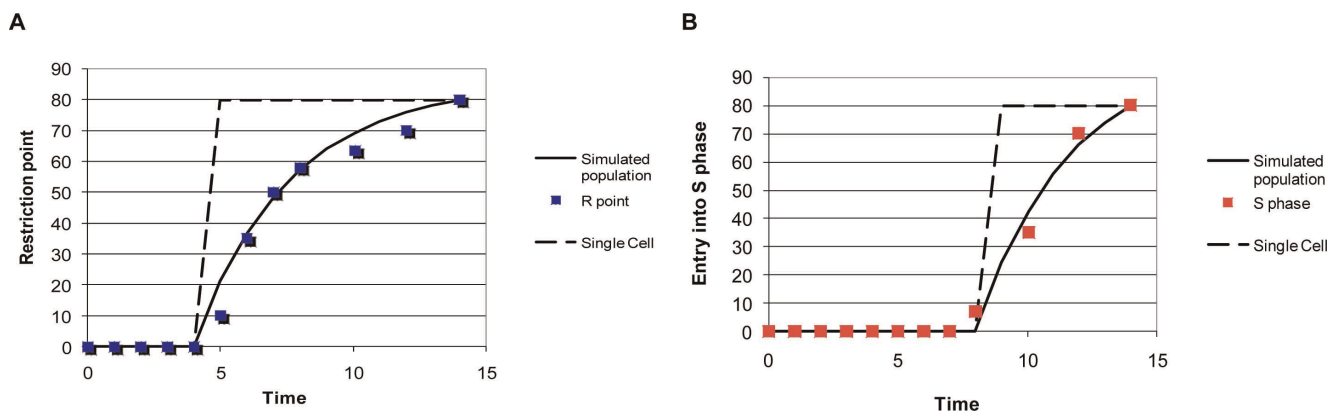 A
B
90
80
70
60
50
40
30
20
10
0
0
5
10
15
Restriction point
Time
Simulated
population
R point
Single Cell
90
80
70
60
50
40
30
20
10
0
0
5
10
15
Entry into S phase
Time
Simulated
population
S phase
Single Cell